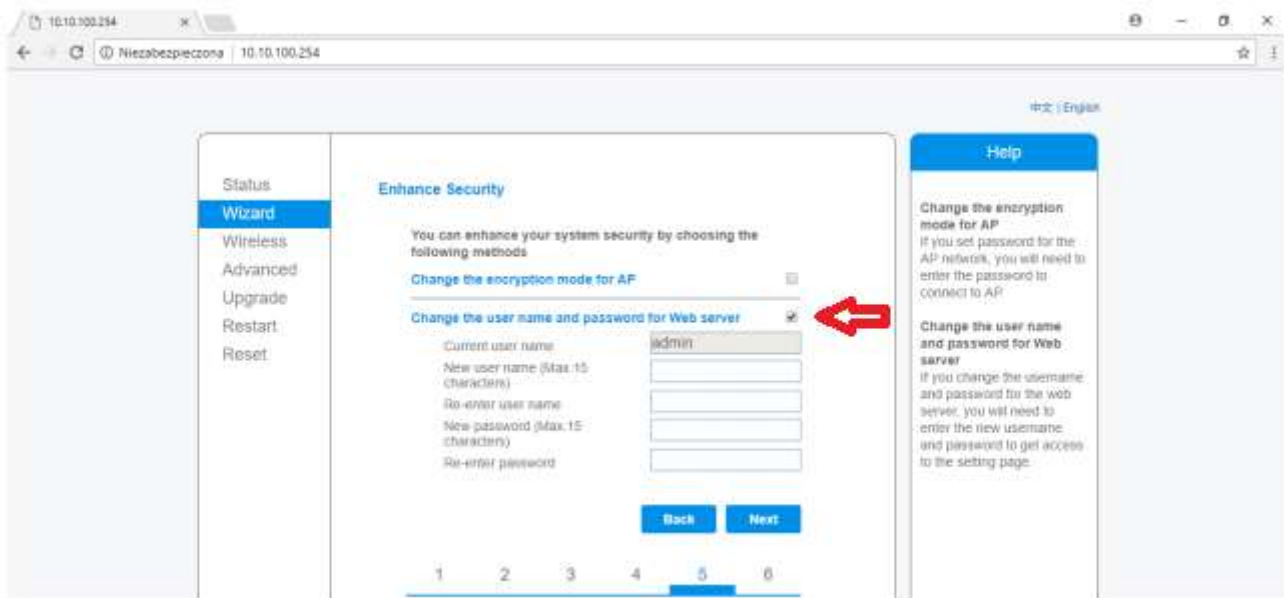 10.10.100.254
Niezabezpieczona | 10.10.100.254
中文 | English
Status
Wizard
Wireless
Advanced
Upgrade
Restart
Reset
Enhance Security
You can enhance your system security by choosing the
following methods
Change the encryption mode for AP
Change the user name and password for Web server
Current user name
admin
New user name (Max.15
characters)
Re-enter user name
New password (Max.15
characters)
Re-enter password
Back
Next
1 2 3 4 5 6
Help
Change the encryption
mode for AP
If you set password for the
AP network, you will need to
enter the password to
connect to AP
Change the user name
and password for Web
server
If you change the username
and password for the web
server, you will need to
enter the new username
and password to get access
to the setting page.